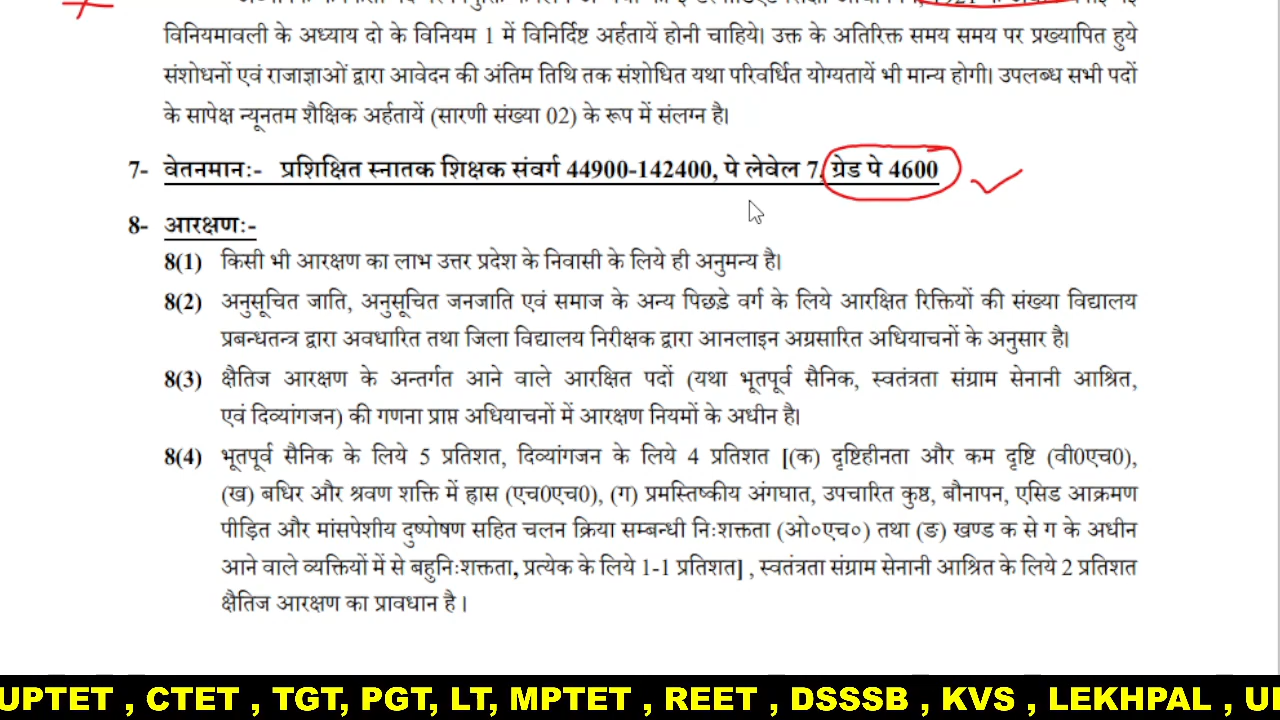 विनियमावली के अध्याय दो के विनियम 1 में विनिर्दिष्ट अर्हतायें होनी चाहिये। उक्त के अतिरिक्त समय समय पर प्रख्यापित हुये
संशोधनों एवं राजाज्ञाओं द्वारा आवेदन की अंतिम तिथि तक संशोधित यथा परिवर्धित योग्यतायें भी मान्य होगी। उपलब्ध सभी पदों
के सापेक्ष न्यूनतम शैक्षिक अर्हतायें (सारणी संख्या 02) के रूप में संलग्न है।
7- वेतनमानः- प्रशिक्षित स्नातक शिक्षक संवर्ग 44900-142400, पे लेवेल 7, ग्रेड पे 4600
8- आरक्षणः-
8(1) किसी भी आरक्षण का लाभ उत्तर प्रदेश के निवासी के लिये ही अनुमन्य है।
8(2) अनुसूचित जाति, अनुसूचित जनजाति एवं समाज के अन्य पिछड़े वर्ग के लिये आरक्षित रिक्तियों की संख्या विद्यालय
प्रबन्धतन्त्र द्वारा अवधारित तथा जिला विद्यालय निरीक्षक द्वारा आनलाइन अग्रसारित अधियाचनों के अनुसार है।
8(3) क्षैतिज आरक्षण के अन्तर्गत आने वाले आरक्षित पदों (यथा भूतपूर्व सैनिक, स्वतंत्रता संग्राम सेनानी आश्रित,
एवं दिव्यांगजन) की गणना प्राप्त अधियाचनों में आरक्षण नियमों के अधीन है।
8(4) भूतपूर्व सैनिक के लिये 5 प्रतिशत, दिव्यांगजन के लिये 4 प्रतिशत [(क) दृष्टिहीनता और कम दृष्टि (वी0एच0),
(ख) बधिर और श्रवण शक्ति में ह्रास (एच0एच0), (ग) प्रमस्तिष्कीय अंगघात, उपचारित कुष्ठ, बौनापन, एसिड आक्रमण
पीड़ित और मांसपेशीय दुष्पोषण सहित चलन क्रिया सम्बन्धी निःशक्तता (ओ०एच०) तथा (ङ) खण्ड क से ग के अधीन
आने वाले व्यक्तियों में से बहुनिःशक्तता, प्रत्येक के लिये 1-1 प्रतिशत] , स्वतंत्रता संग्राम सेनानी आश्रित के लिये 2 प्रतिशत
क्षैतिज आरक्षण का प्रावधान है ।
UPTET , CTET , TGT, PGT, LT, MPTET , REET , DSSSB , KVS , LEKHPAL , U